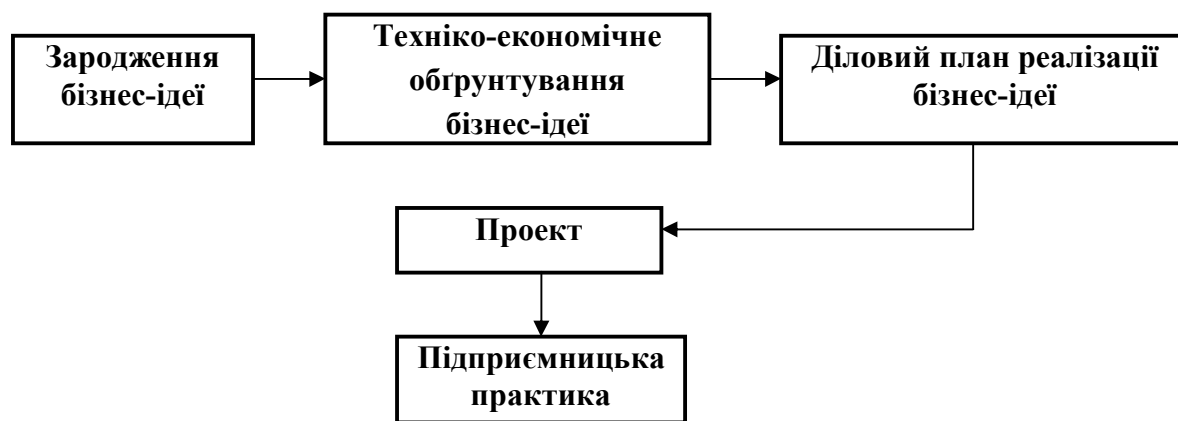 Зародження
бізнес-ідеї
Техніко-економічне
обґрунтування
бізнес-ідеї
Діловий план реалізації
бізнес-ідеї
Проект
Підприємницька
практика